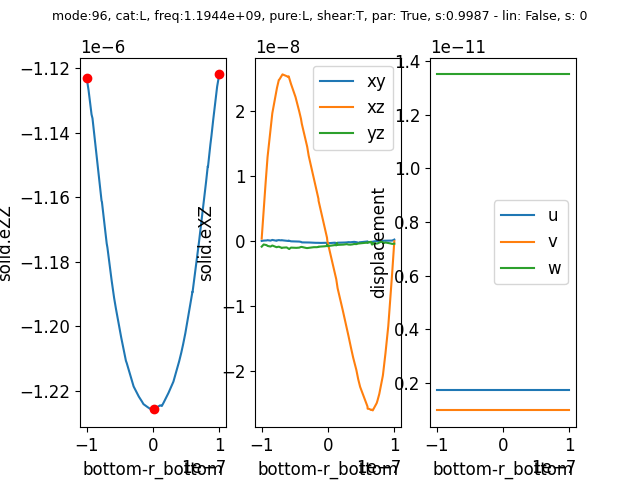 mode:96, cat:L, freq:1.1944e+09, pure:L, shear:T, par: True, s:0.9987 - lin: False, s: 0
1e−6
−1.12
−1.14
−1.16
−1.18
−1.20
−1.22
solid.eZZ
−1
0
1
1e−7
bottom-r_bottom
1e−8
xy
xz
yz
2
1
0
−1
−2
solid.eXZ
−1
0
1
1e−7
bottom-r_bottom
1e−11
1.4
1.2
1.0
0.8
0.6
0.4
0.2
displacement
u
v
w
−1
0
1
1e−7
bottom-r_bottom